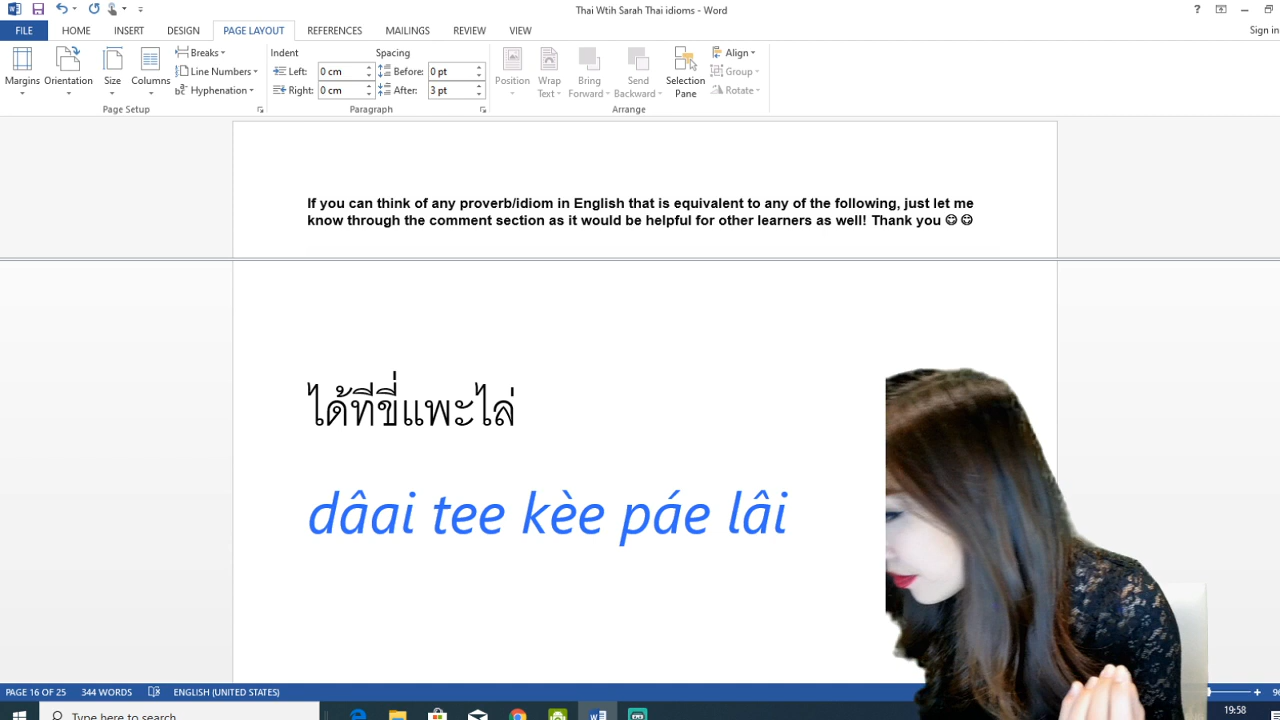 Thai Wtih Sarah Thai idioms - Word
FILE HOME INSERT DESIGN PAGE LAYOUT REFERENCES MAILINGS REVIEW VIEW Sign in
Margins Orientation Size Columns
Breaks
Line Numbers
Hyphenation
Page Setup
Indent Spacing
Left: 0 cm Before: 0 pt
Right: 0 cm After: 3 pt
Paragraph
Position Wrap Text Bring Forward Send Backward Selection Pane
Align
Group
Rotate
Arrange
If you can think of any proverb/idiom in English that is equivalent to any of the following, just let me
know through the comment section as it would be helpful for other learners as well! Thank you 😋 😋
ได้ทีขี่แพะไล่
dâai tee kèe páe lâi
PAGE 16 OF 25 344 WORDS ENGLISH (UNITED STATES)
Type here to search
19:58